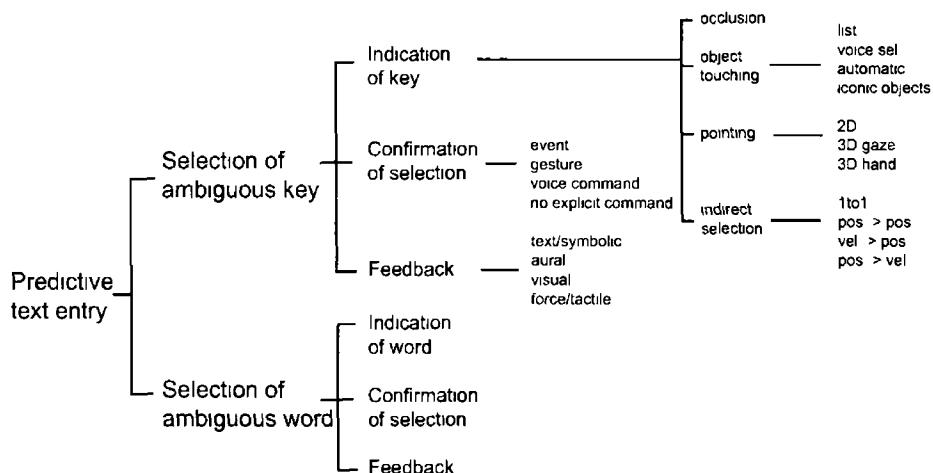 Predictive
text entry
Selection of
ambiguous key
Indication
of key
occlusion
object
touching
list
voice sel
automatic
iconic objects
pointing
2D
3D gaze
3D hand
indirect
selection
1to1
pos > pos
vel > pos
pos > vel
Confirmation
of selection
event
gesture
voice command
no explicit command
Feedback
text/symbolic
aural
visual
force/tactile
Selection of
ambiguous word
Indication
of word
Confirmation
of selection
Feedback